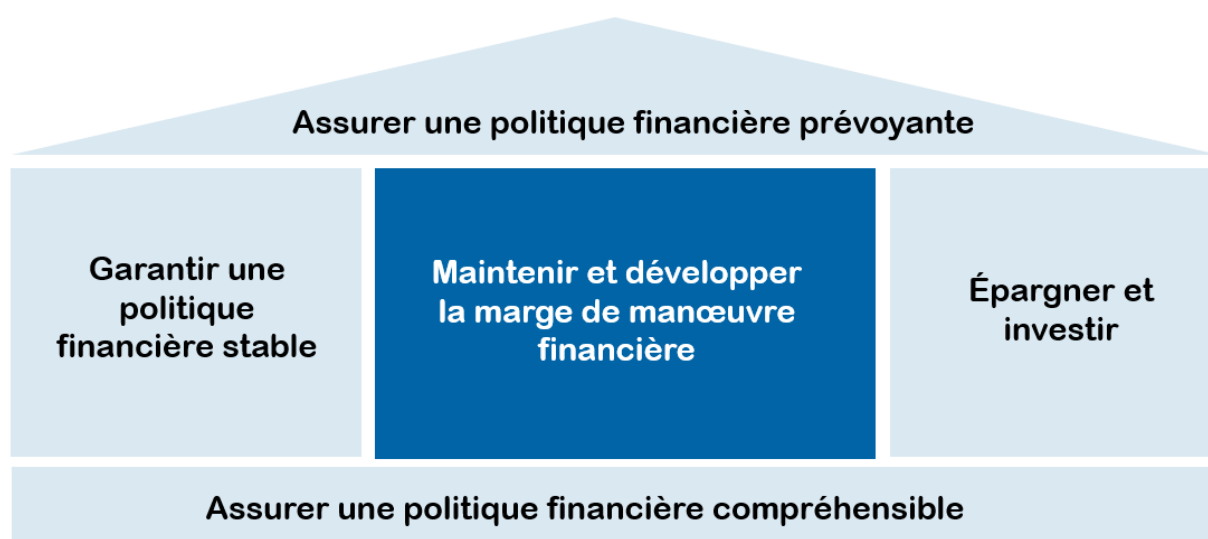 Assurer une politique financière prévoyante
Garantir une
politique
financière stable
Maintenir et développer
la marge de manœuvre
financière
Épargner et
investir
Assurer une politique financière compréhensible